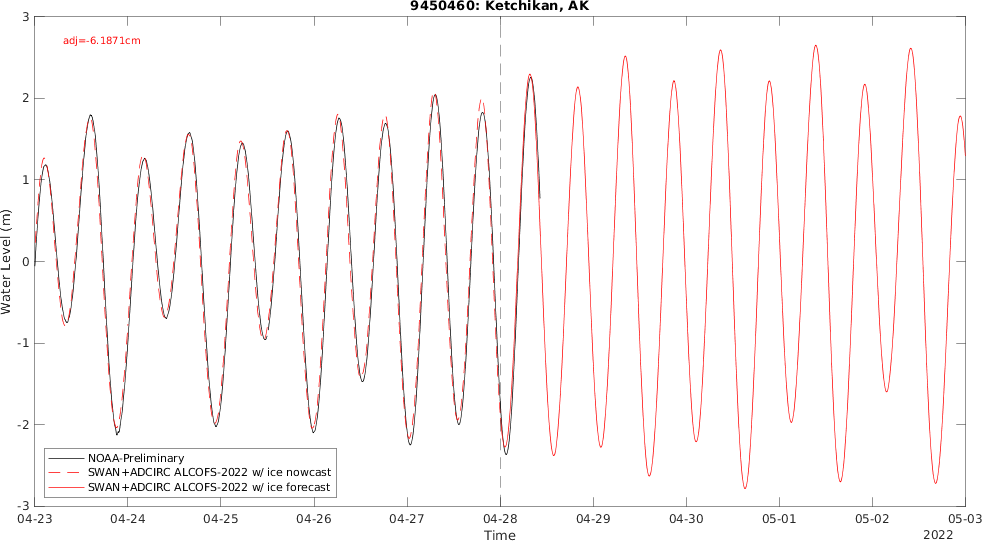 9450460: Ketchikan, AK
adj=-6.1871cm
3
2
1
0
-1
-2
-3
Water Level (m)
NOAA-Preliminary
SWAN+ADCIRC ALCOFS-2022 w/ ice nowcast
SWAN+ADCIRC ALCOFS-2022 w/ ice forecast
04-23 04-24 04-25 04-26 04-27 04-28 04-29 04-30 05-01 05-02 05-03
Time
2022